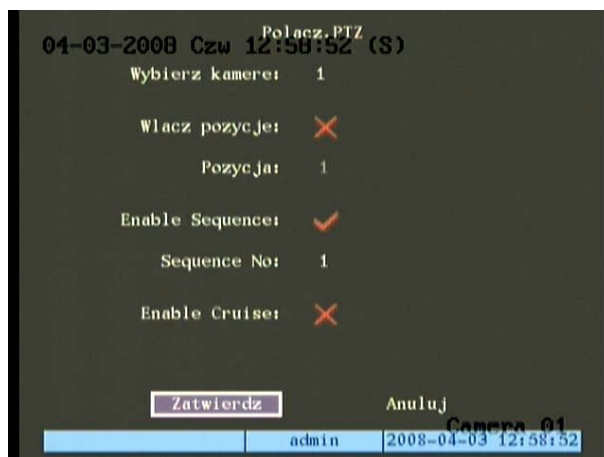 Polacz.PTZ
04-03-2008 Czw 12:58:52 (S)
Wybierz kamere: 1
Wlacz pozycje:
Pozycja: 1
Enable Sequence:
Sequence No: 1
Enable Cruise:
Zatwierdz Anuluj
Camera 01
admin 2008-04-03 12:58:52